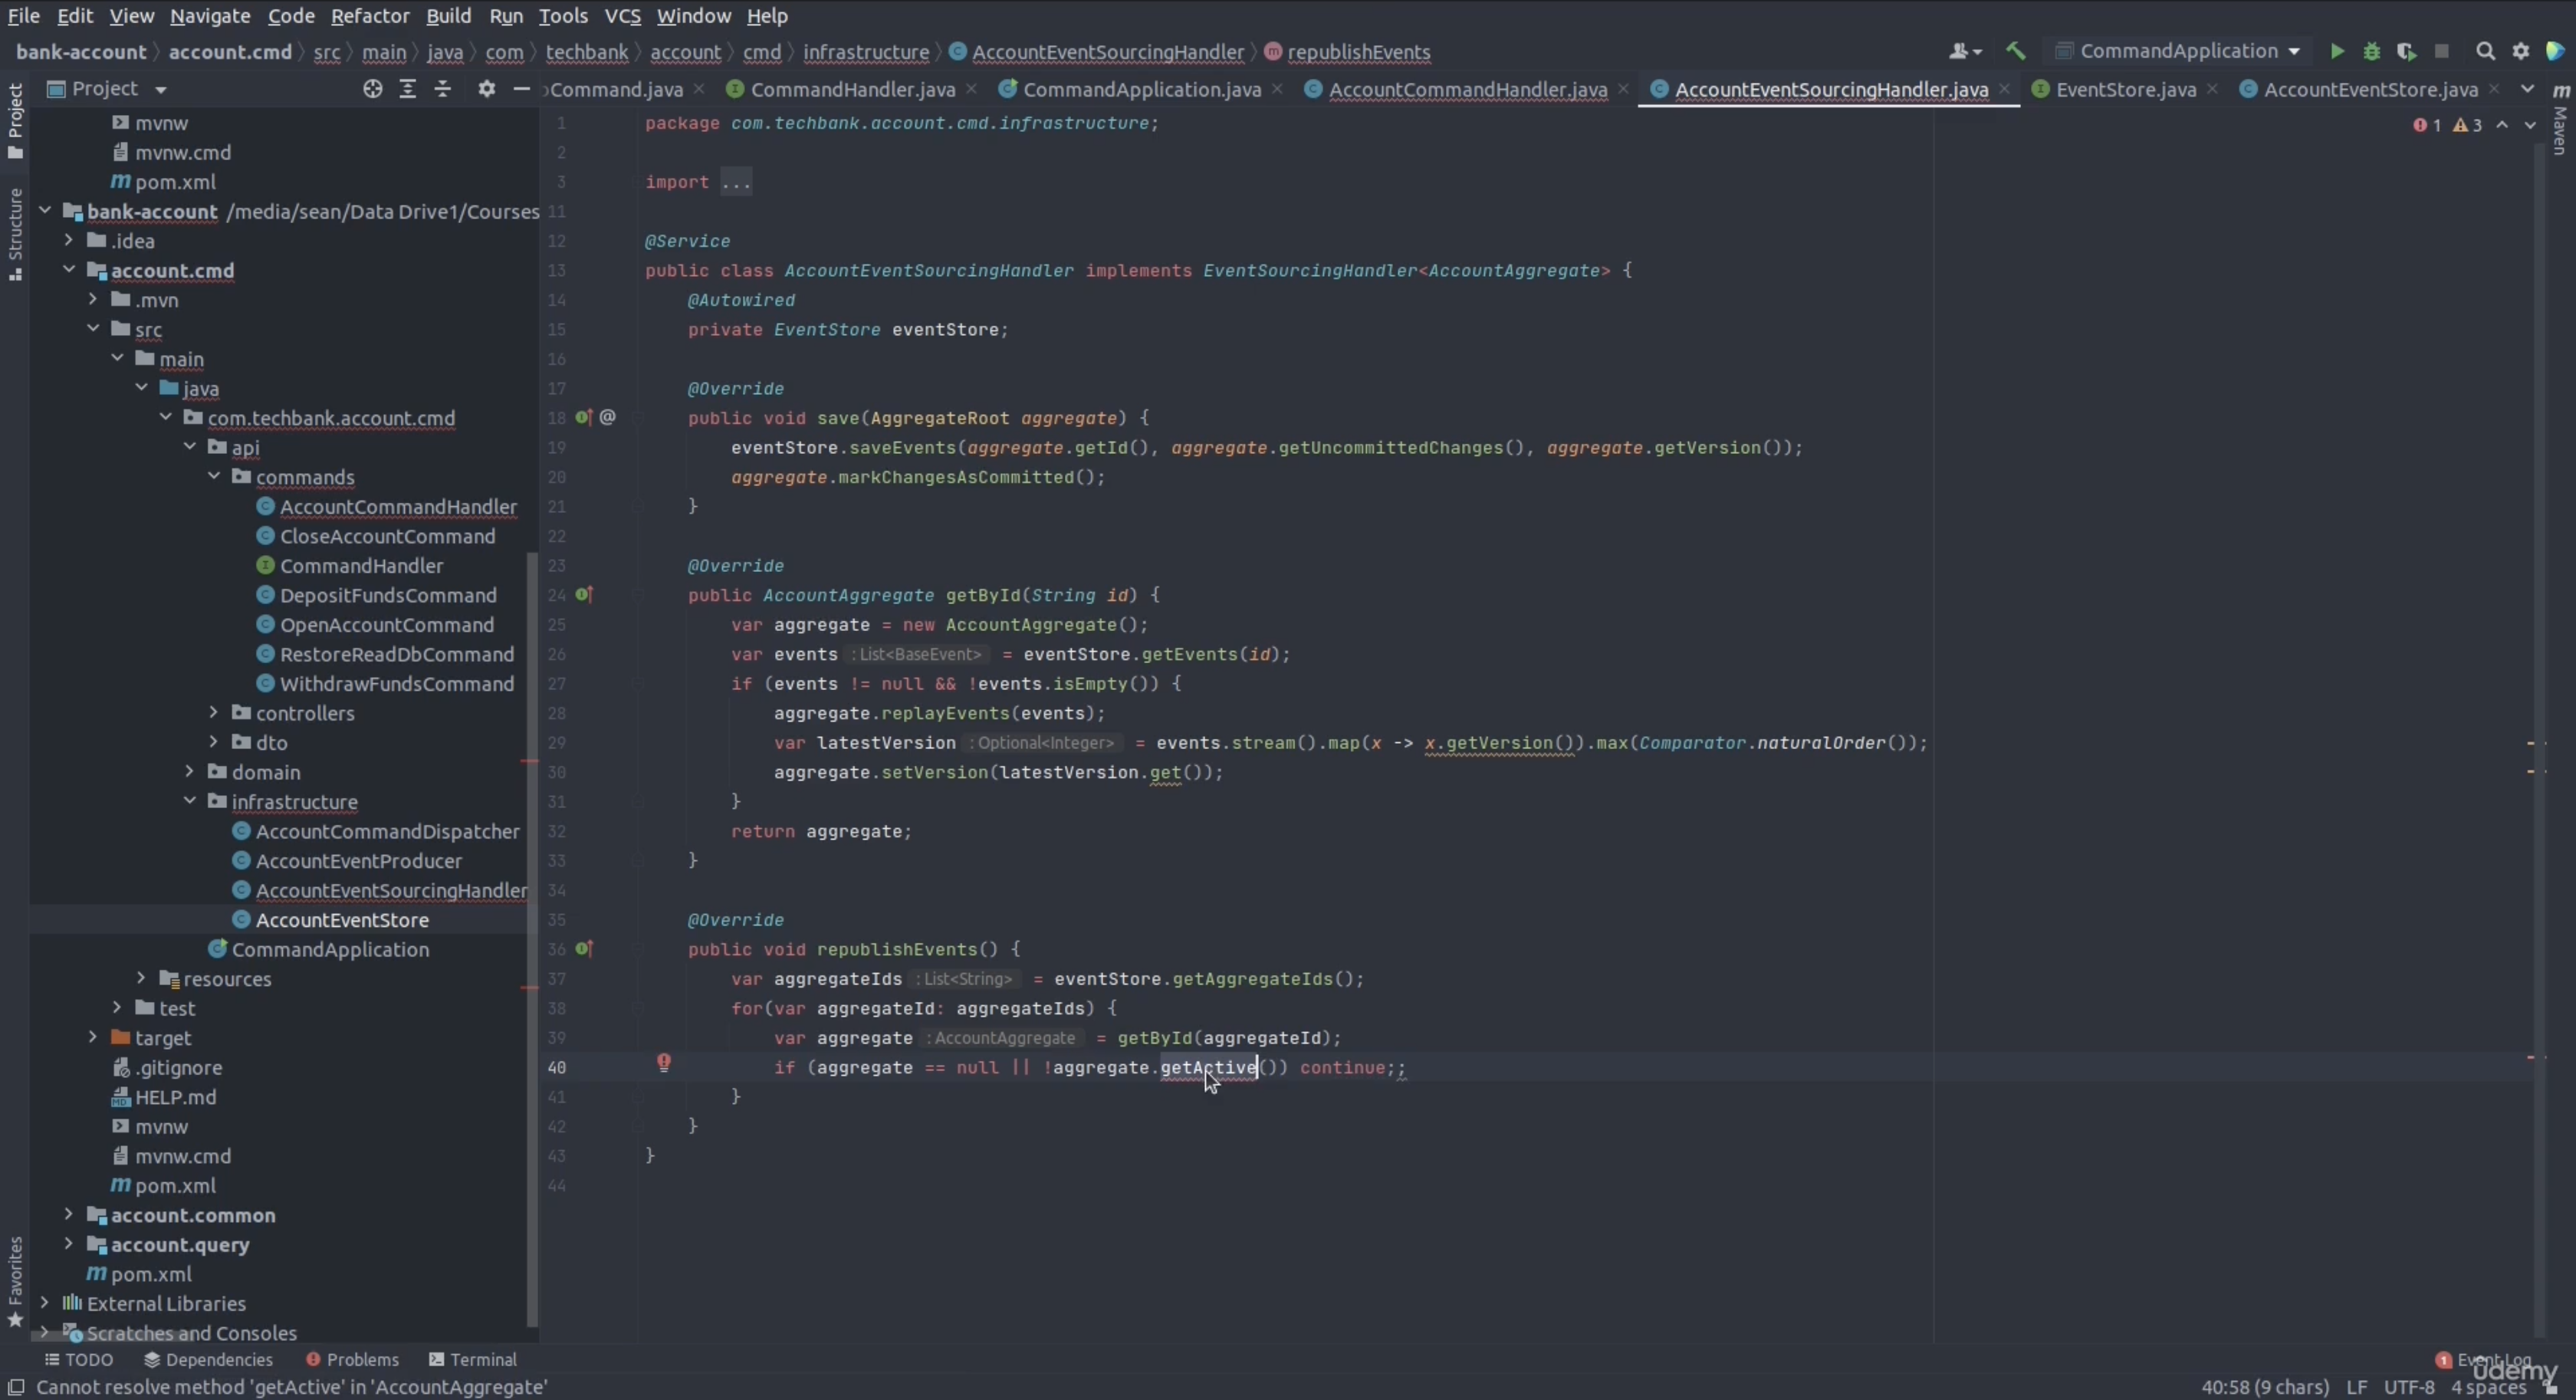 File Edit View Navigate Code Refactor Build Run Tools VCS Window Help
bank-account account.cmd src main java com techbank account cmd infrastructure AccountEventSourcingHandler republishEvents CommandApplication
Project Command.java CommandHandler.java CommandApplication.java AccountCommandHandler.java AccountEventSourcingHandler.java EventStore.java AccountEventStore.java
Project
Structure
Favorites
Maven
1 3
mvnw
mvnw.cmd
pom.xml
bank-account /media/sean/Data Drive1/Courses
.idea
account.cmd
.mvn
src
main
java
com.techbank.account.cmd
api
commands
AccountCommandHandler
CloseAccountCommand
CommandHandler
DepositFundsCommand
OpenAccountCommand
RestoreReadDbCommand
WithdrawFundsCommand
controllers
dto
domain
infrastructure
AccountCommandDispatcher
AccountEventProducer
AccountEventSourcingHandler
AccountEventStore
CommandApplication
resources
test
target
.gitignore
HELP.md
mvnw
mvnw.cmd
pom.xml
account.common
account.query
pom.xml
External Libraries
Scratches and Consoles
1 package com.techbank.account.cmd.infrastructure;
2
3 import ...
11
12 @Service
13 public class AccountEventSourcingHandler implements EventSourcingHandler<AccountAggregate> {
14 @Autowired
15 private EventStore eventStore;
16
17 @Override
18 public void save(AggregateRoot aggregate) {
19 eventStore.saveEvents(aggregate.getId(), aggregate.getUncommittedChanges(), aggregate.getVersion());
20 aggregate.markChangesAsCommitted();
21 }
22
23 @Override
24 public AccountAggregate getById(String id) {
25 var aggregate = new AccountAggregate();
26 var events : List<BaseEvent> = eventStore.getEvents(id);
27 if (events != null && !events.isEmpty()) {
28 aggregate.replayEvents(events);
29 var latestVersion : Optional<Integer> = events.stream().map(x -> x.getVersion()).max(Comparator.naturalOrder());
30 aggregate.setVersion(latestVersion.get());
31 }
32 return aggregate;
33 }
34
35 @Override
36 public void republishEvents() {
37 var aggregateIds : List<String> = eventStore.getAggregateIds();
38 for(var aggregateId: aggregateIds) {
39 var aggregate : AccountAggregate = getById(aggregateId);
40 if (aggregate == null || !aggregate.getActive()) continue;;
41 }
42 }
43 }
44
TODO Dependencies Problems Terminal 1 Event Log
Cannot resolve method 'getActive' in 'AccountAggregate' 40:58 (9 chars) LF UTF-8 4 spaces
ûdemy